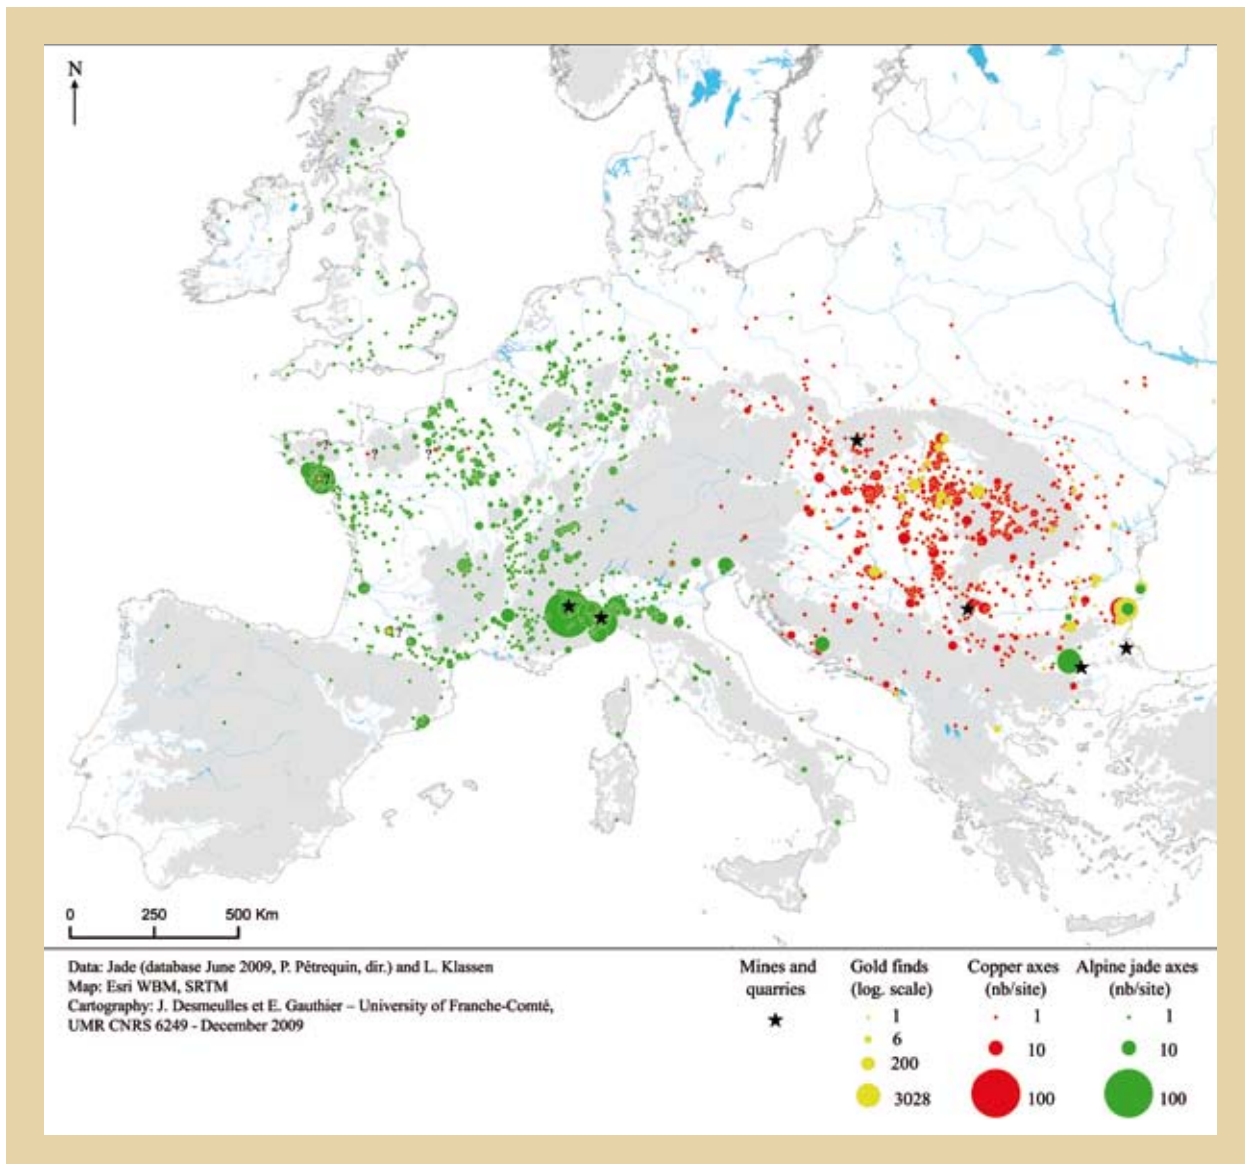 N
?
?
?
?
?
0 250 500 Km
Data: Jade (database June 2009, P. Pétrequin, dir.) and L. Klassen
Map: Esri WBM, SRTM
Cartography: J. Desmeulles et E. Gauthier – University of Franche-Comté,
UMR CNRS 6249 - December 2009
Mines and
quarries
Gold finds
(log. scale)
1
6
200
3028
Copper axes
(nb/site)
1
10
100
Alpine jade axes
(nb/site)
1
10
100